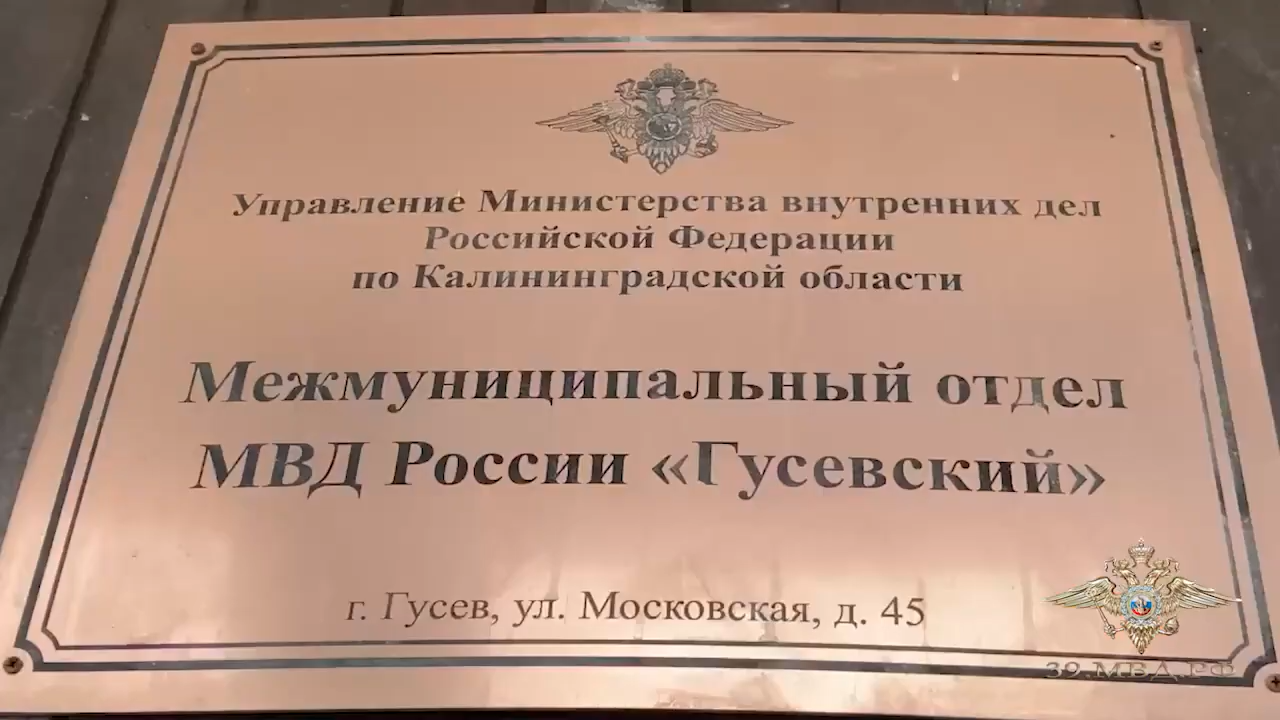 Управление Министерства внутренних дел
Российской Федерации
по Калининградской области
Межмуниципальный отдел
МВД России «Гусевский»
г. Гусев, ул. Московская, д. 45
39.МВД.РФ